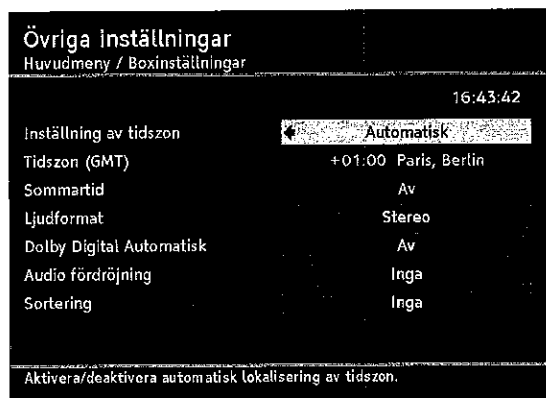 Övriga inställningar
Huvudmeny / Boxinställningar
16:43:42
Inställning av tidszon Automatisk
Tidszon (GMT) +01:00 Paris, Berlin
Sommartid Av
Ljudformat Stereo
Dolby Digital Automatisk Av
Audio fördröjning Inga
Sortering Inga
Aktivera/deaktivera automatisk lokalisering av tidszon.